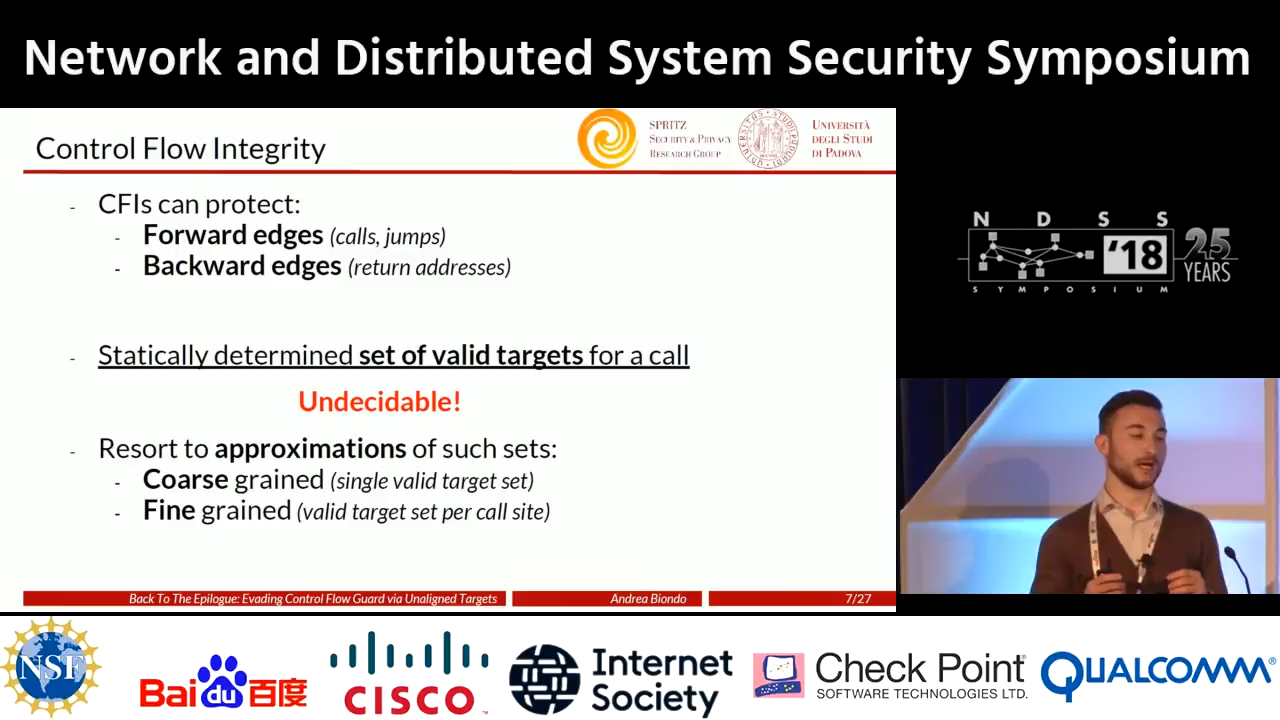 Network and Distributed System Security Symposium
Control Flow Integrity
SPRITZ
SECURITY & PRIVACY
RESEARCH GROUP
UNIVERSITÀ
DEGLI STUDI
DI PADOVA
- CFIs can protect:
- Forward edges (calls, jumps)
- Backward edges (return addresses)
- Statically determined set of valid targets for a call
Undecidable!
- Resort to approximations of such sets:
- Coarse grained (single valid target set)
- Fine grained (valid target set per call site)
Back To The Epilogue: Evading Control Flow Guard via Unaligned Targets
Andrea Biondo
7/27
N D S S
'18
25
YEARS
S Y M P O S I U M
NSF
Bai du 百度
CISCO
Internet
Society
Check Point
SOFTWARE TECHNOLOGIES LTD.
QUALCOMM®